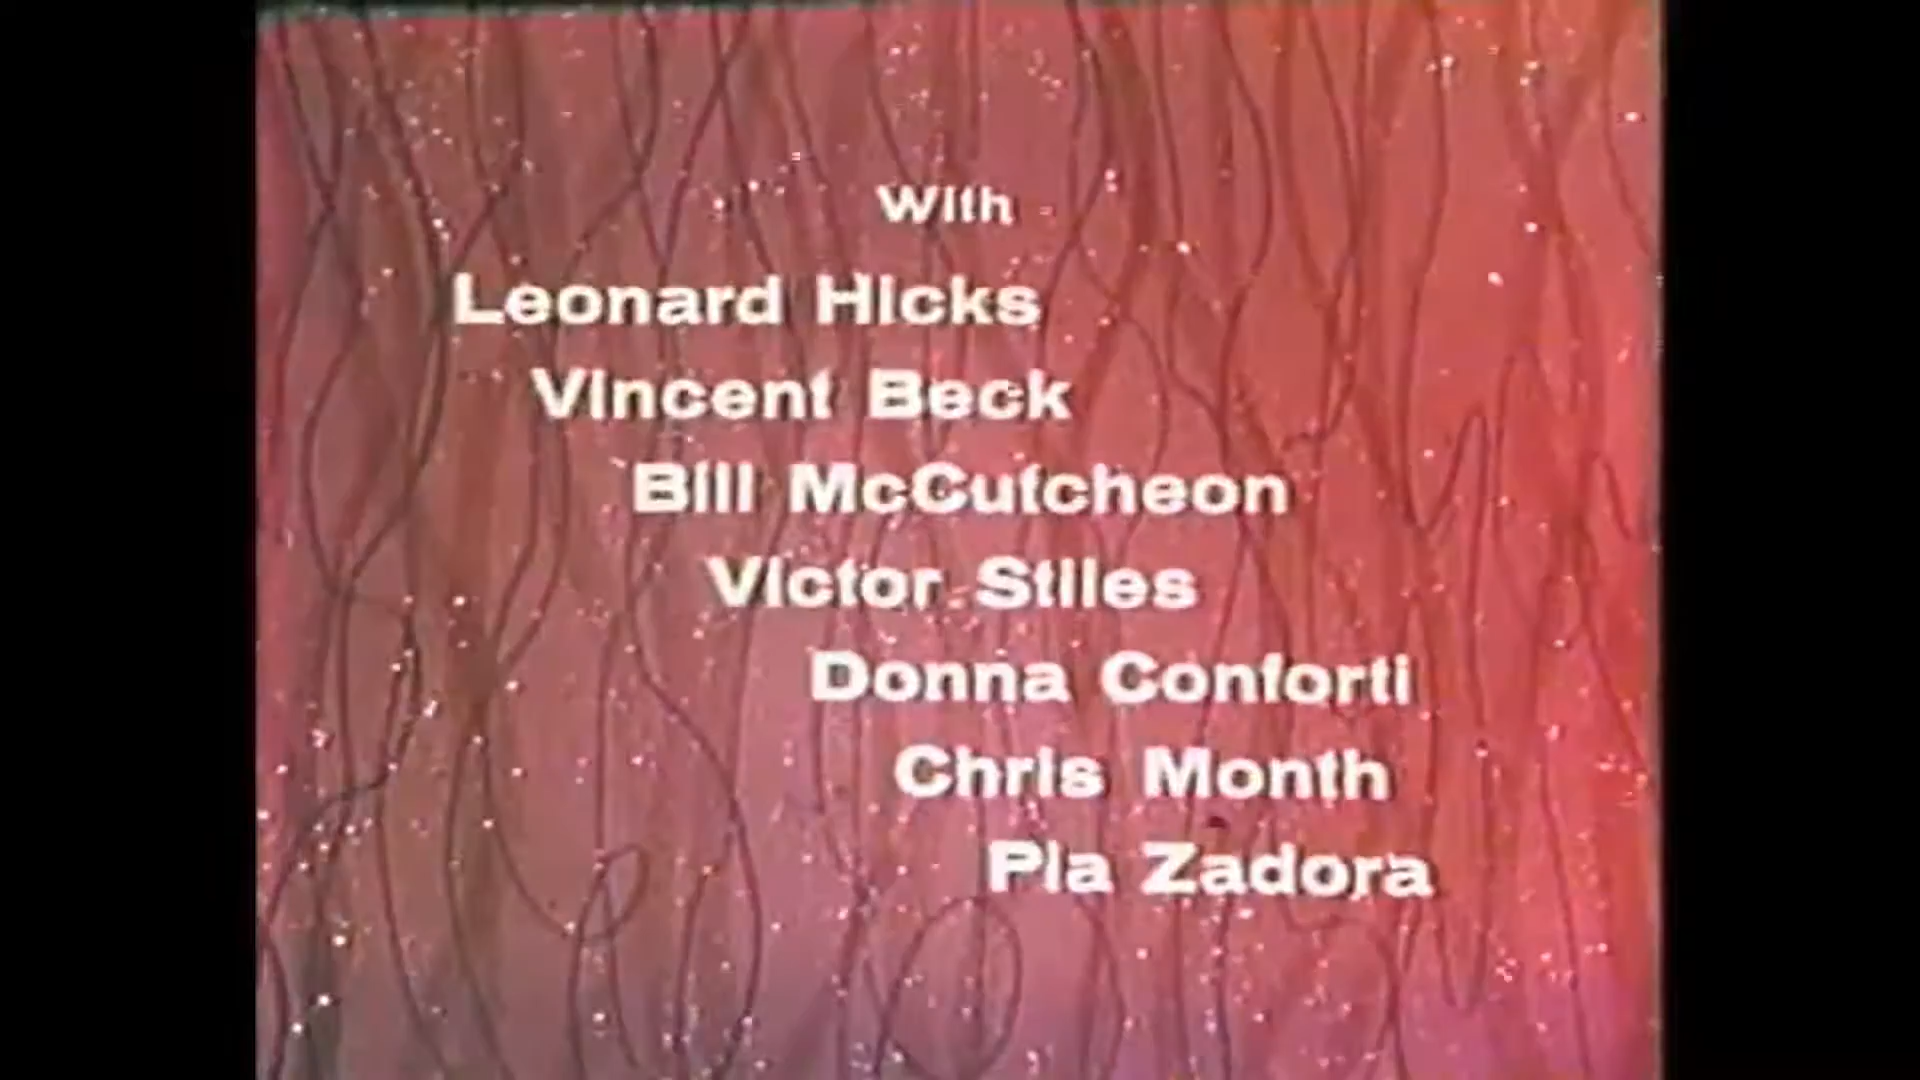 With
Leonard Hicks
Vincent Beck
Bill McCutcheon
Victor Stiles
Donna Conforti
Chris Month
Pia Zadora